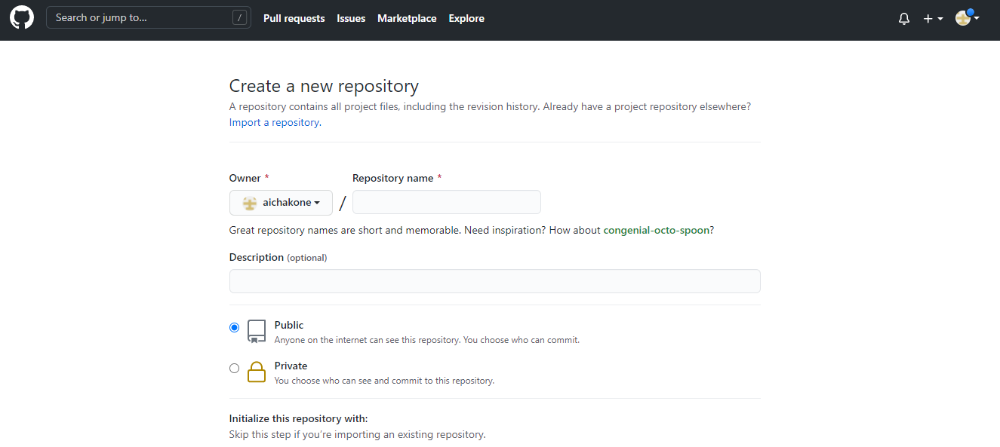 Search or jump to... /
Pull requests Issues Marketplace Explore
Create a new repository
A repository contains all project files, including the revision history. Already have a project repository elsewhere?
Import a repository.
Owner * Repository name *
aichakone /
Great repository names are short and memorable. Need inspiration? How about congenial-octo-spoon?
Description (optional)
Public
Anyone on the internet can see this repository. You choose who can commit.
Private
You choose who can see and commit to this repository.
Initialize this repository with:
Skip this step if you’re importing an existing repository.